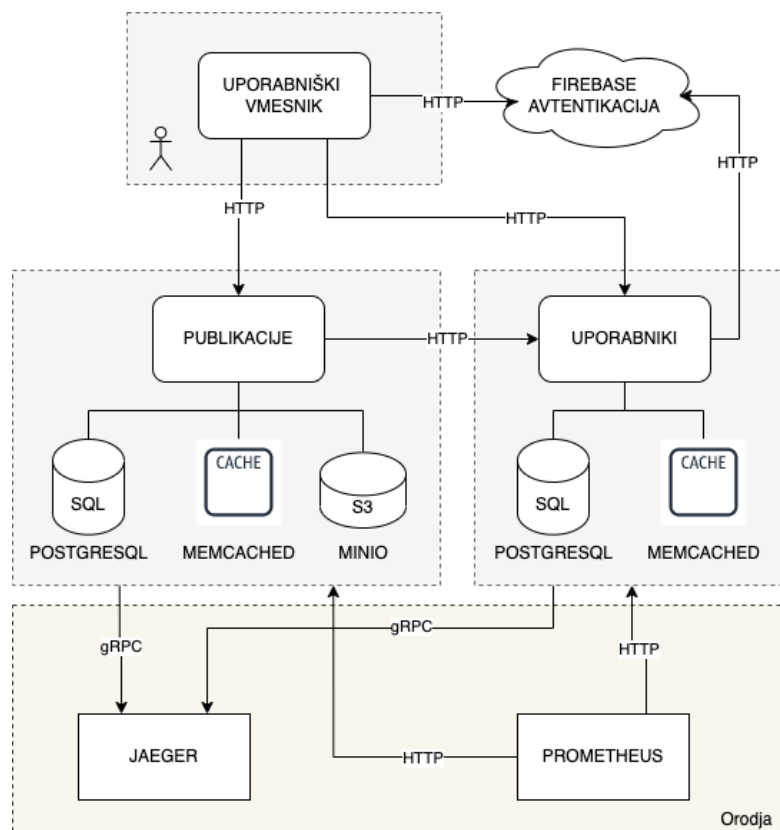 UPORABNIŠKI
VMESNIK
FIREBASE
AVTENTIKACIJA
HTTP
HTTP
HTTP
HTTP
PUBLIKACIJE
HTTP
UPORABNIKI
CACHE
CACHE
SQL
S3
SQL
POSTGRESQL
MEMCACHED
MINIO
POSTGRESQL
MEMCACHED
gRPC
gRPC
HTTP
JAEGER
HTTP
PROMETHEUS
Orodja